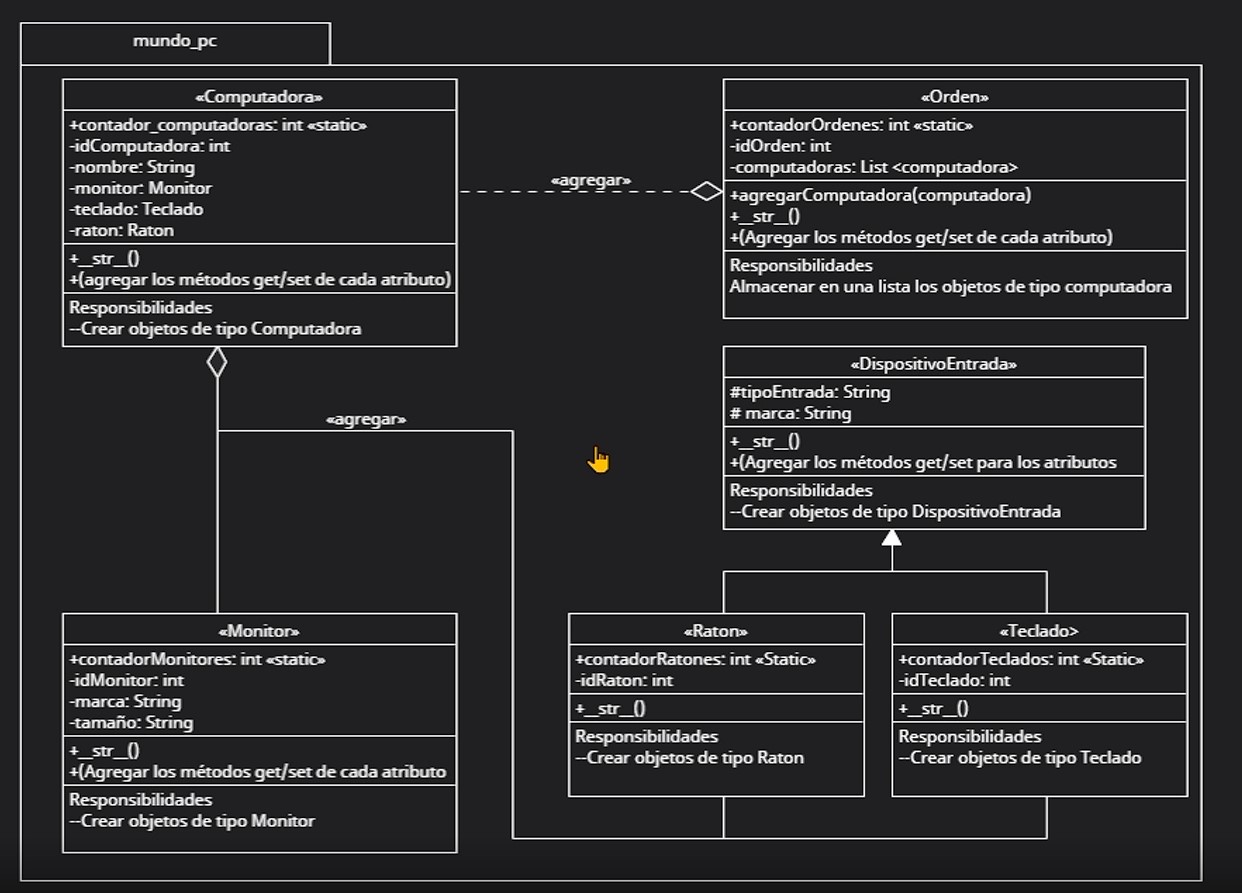 mundo_pc
«Computadora»
+contador_computadoras: int «static»
-idComputadora: int
-nombre: String
-monitor: Monitor
-teclado: Teclado
-raton: Raton
+__str__()
+(agregar los métodos get/set de cada atributo)
Responsibilidades
--Crear objetos de tipo Computadora
«agregar»
«Orden»
+contadorOrdenes: int «static»
-idOrden: int
-computadoras: List <computadora>
+agregarComputadora(computadora)
+__str__()
+(Agregar los métodos get/set de cada atributo)
Responsibilidades
Almacenar en una lista los objetos de tipo computadora
«DispositivoEntrada»
#tipoEntrada: String
# marca: String
+__str__()
+(Agregar los métodos get/set para los atributos
Responsibilidades
--Crear objetos de tipo DispositivoEntrada
«agregar»
«Monitor»
+contadorMonitores: int «static»
-idMonitor: int
-marca: String
-tamaño: String
+__str__()
+(Agregar los métodos get/set de cada atributo
Responsibilidades
--Crear objetos de tipo Monitor
«Raton»
+contadorRatones: int «Static»
-idRaton: int
+__str__()
Responsibilidades
--Crear objetos de tipo Raton
«Teclado>
+contadorTeclados: int «Static»
-idTeclado: int
+__str__()
Responsibilidades
--Crear objetos de tipo Teclado